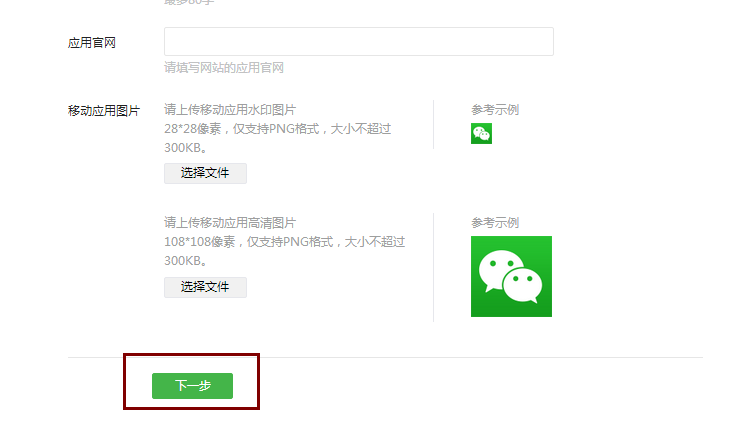 最多80字
应用官网
请填写网站的应用官网
移动应用图片
请上传移动应用水印图片
28*28像素，仅支持PNG格式，大小不超过
300KB。
选择文件
参考示例
请上传移动应用高清图片
108*108像素，仅支持PNG格式，大小不超过
300KB。
选择文件
参考示例
下一步